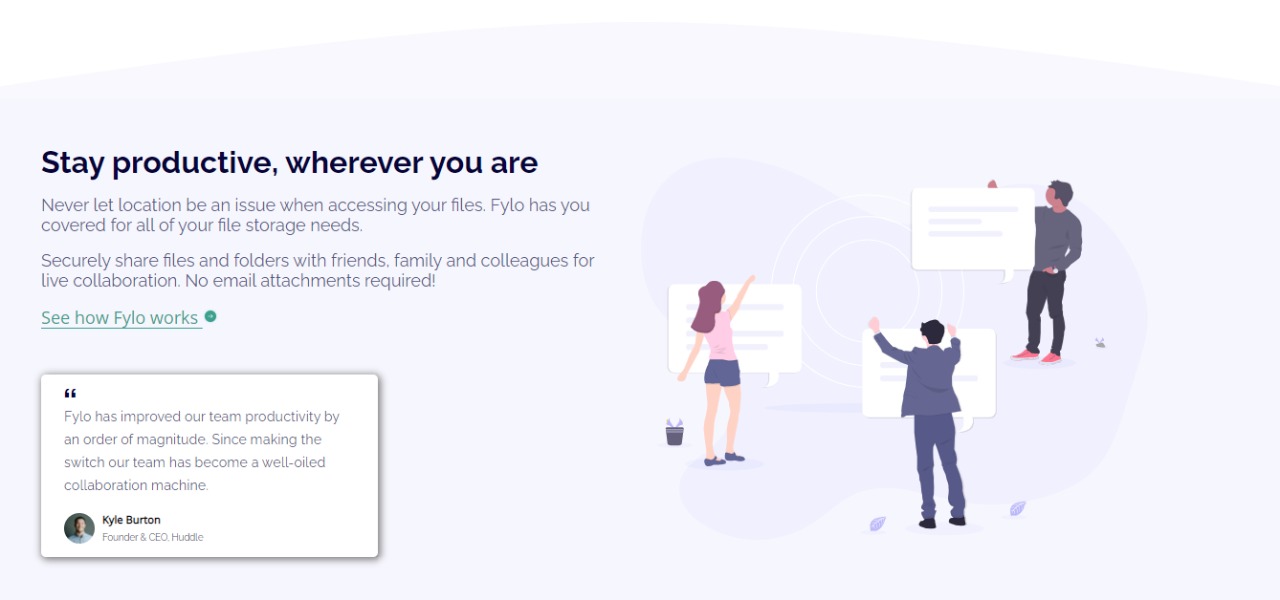 Stay productive, wherever you are
Never let location be an issue when accessing your files. Fylo has you
covered for all of your file storage needs.
Securely share files and folders with friends, family and colleagues for
live collaboration. No email attachments required!
See how Fylo works
“
Fylo has improved our team productivity by
an order of magnitude. Since making the
switch our team has become a well-oiled
collaboration machine.
Kyle Burton
Founder & CEO, Huddle